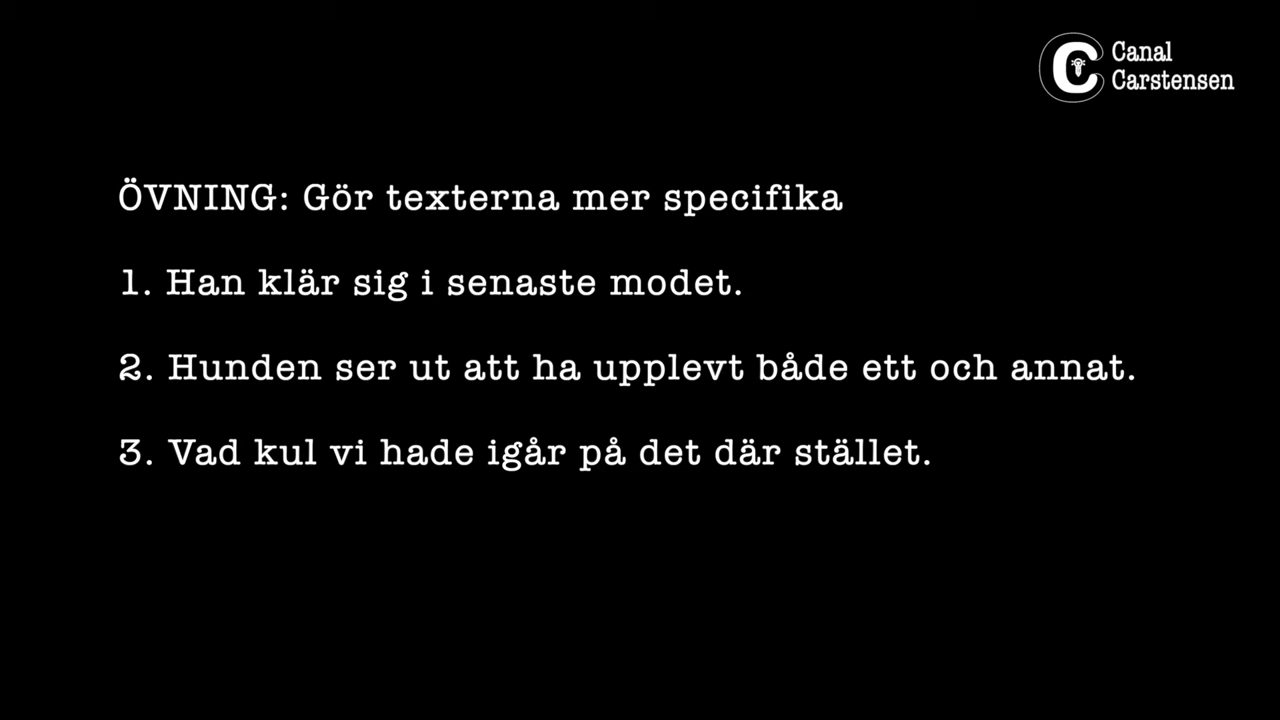 Canal
Carstensen
ÖVNING: Gör texterna mer specifika
1. Han klär sig i senaste modet.
2. Hunden ser ut att ha upplevt både ett och annat.
3. Vad kul vi hade igår på det där stället.